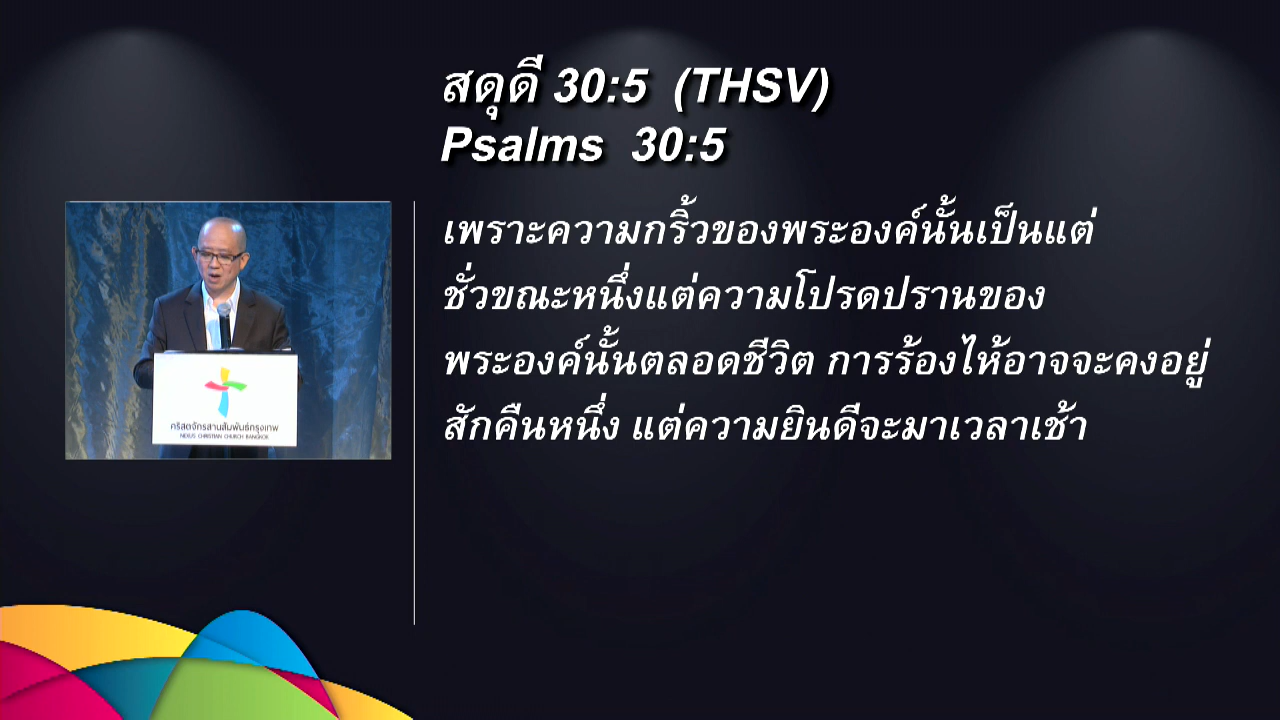 สดุดี 30:5 (THSV)
Psalms 30:5
เพราะความกริ้วของพระองค์นั้นเป็นแต่
ชั่วขณะหนึ่งแต่ความโปรดปรานของ
พระองค์นั้นตลอดชีวิต การร้องไห้อาจจะคงอยู่
สักคืนหนึ่ง แต่ความยินดีจะมาเวลาเช้า
คริสตจักรสานสัมพันธ์กรุงเทพ
NEXUS CHRISTIAN CHURCH BANGKOK